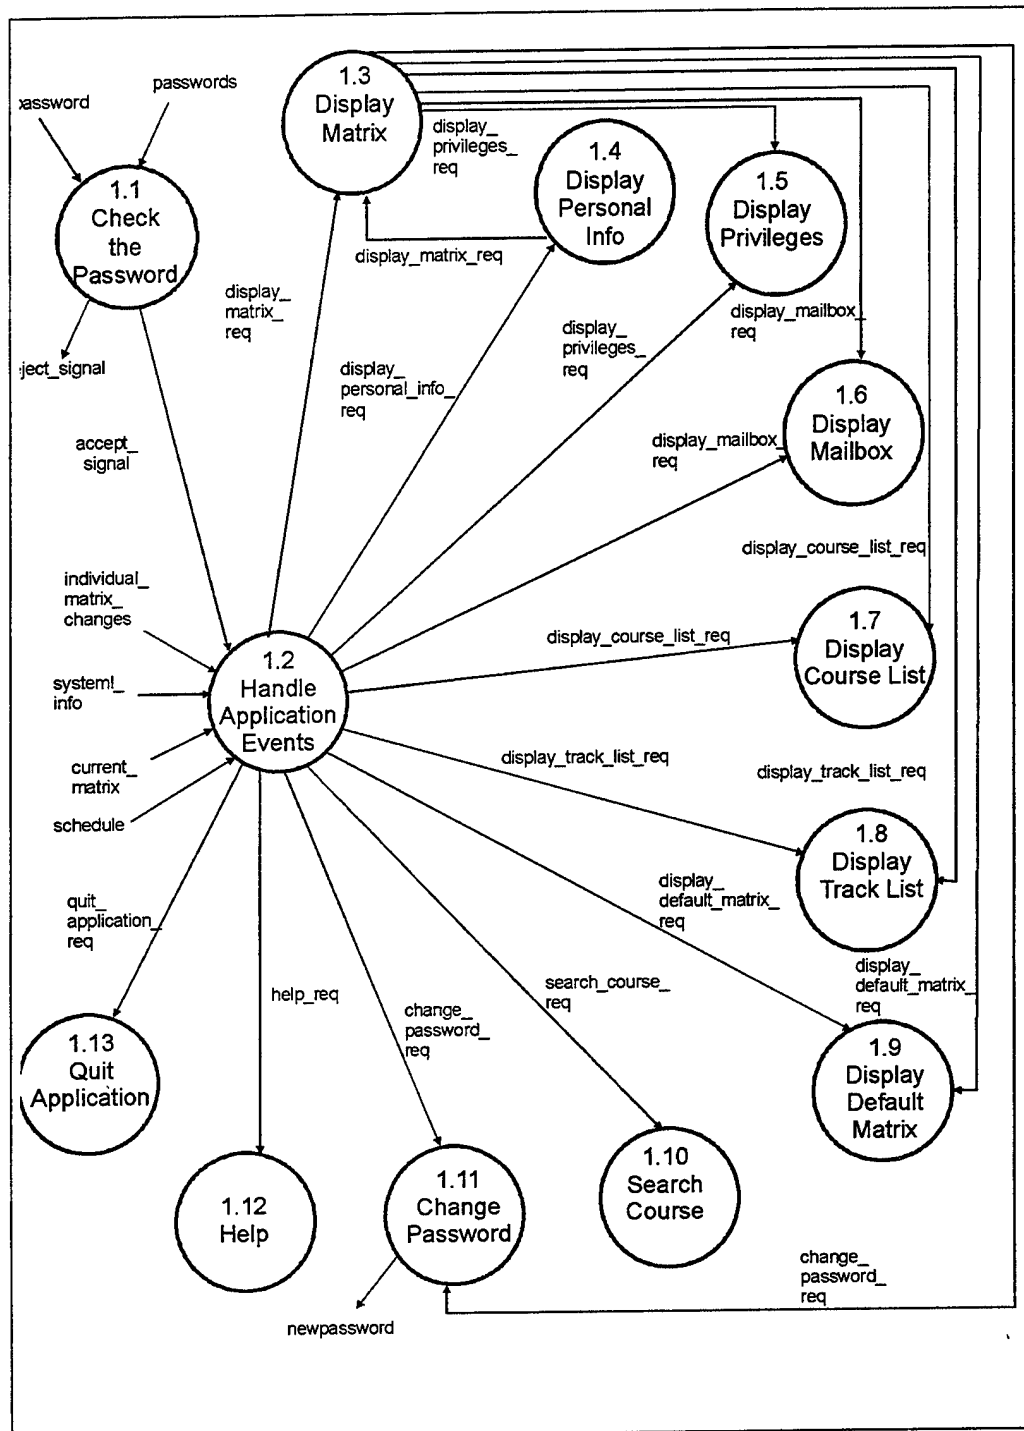 passwords
password
1.3
Display
Matrix
display_
privileges_
req
1.4
Display
Personal
Info
1.5
Display
Privileges
1.1
Check
the
Password
display_matrix_req
display_
matrix_
req
display_mailbox_
req
display_
privileges_
req
eject_signal
display_
personal_info_
req
1.6
Display
Mailbox
accept_
signal
display_mailbox_
req
display_course_list_req
individual_
matrix_
changes
1.7
Display
Course List
display_course_list_req
1.2
Handle
Application
Events
system!_
info
display_track_list_req
display_track_list_req
current_
matrix
schedule
1.8
Display
Track List
display_
default_matrix_
req
quit_
application_
req
display_
default_matrix_
req
help_req
search_course_
req
change_
password_
req
1.13
Quit
Application
1.9
Display
Default
Matrix
1.10
Search
Course
1.11
Change
Password
1.12
Help
change_
password_
req
newpassword